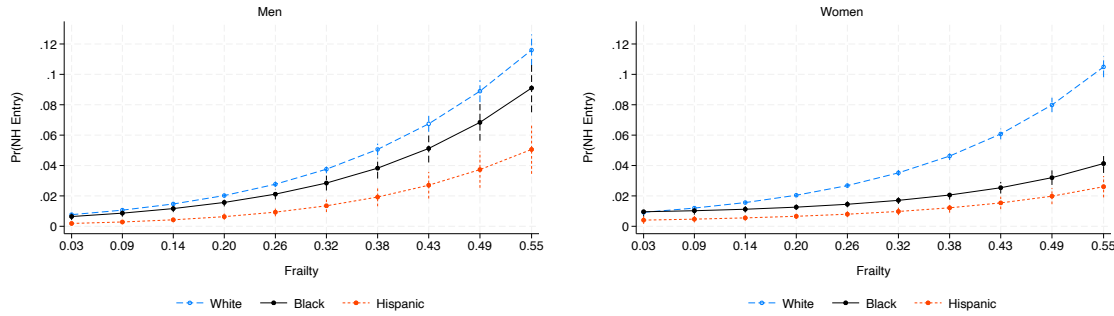 Men
Pr(NH Entry)
.12
.1
.08
.06
.04
.02
0
0.03 0.09 0.14 0.20 0.26 0.32 0.38 0.43 0.49 0.55
Frailty
White Black Hispanic
Women
Pr(NH Entry)
.12
.1
.08
.06
.04
.02
0
0.03 0.09 0.14 0.20 0.26 0.32 0.38 0.43 0.49 0.55
Frailty
White Black Hispanic